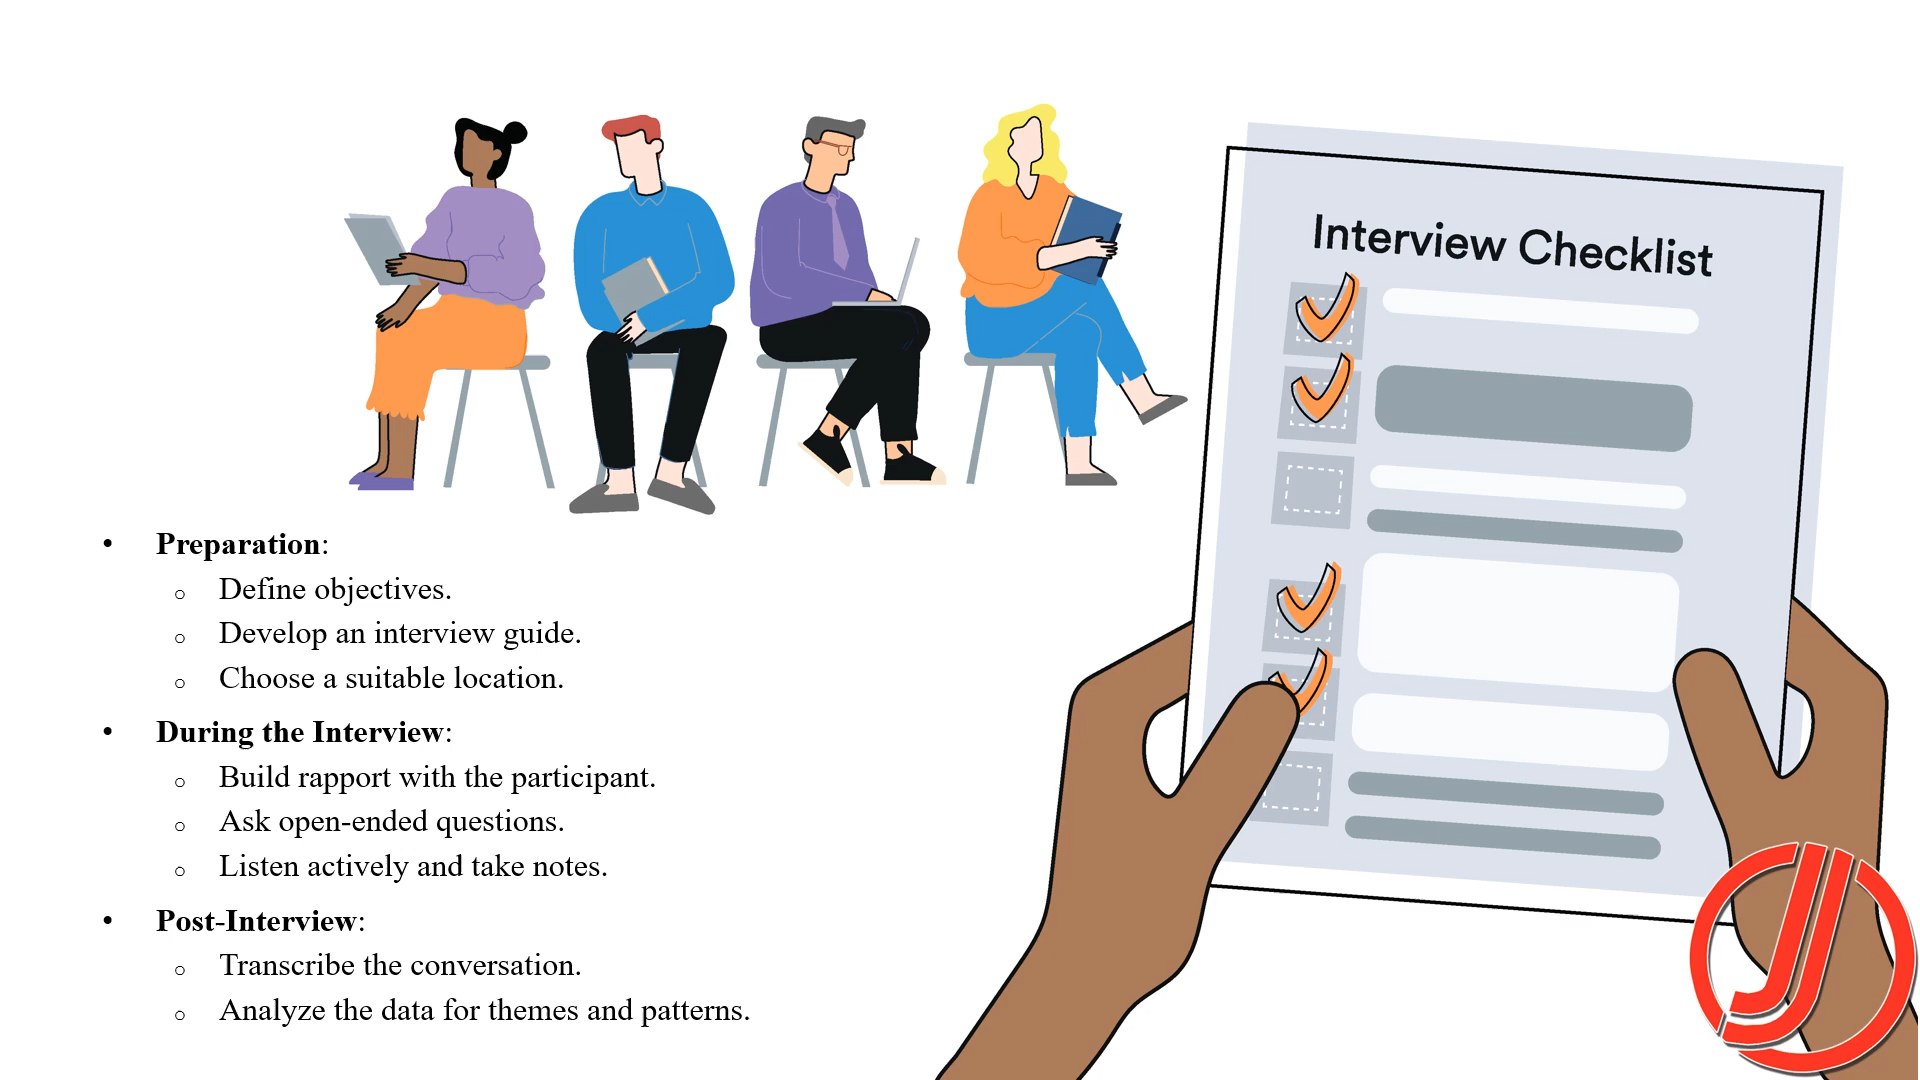 Interview Checklist
• Preparation:
o Define objectives.
o Develop an interview guide.
o Choose a suitable location.
• During the Interview:
o Build rapport with the participant.
o Ask open-ended questions.
o Listen actively and take notes.
• Post-Interview:
o Transcribe the conversation.
o Analyze the data for themes and patterns.